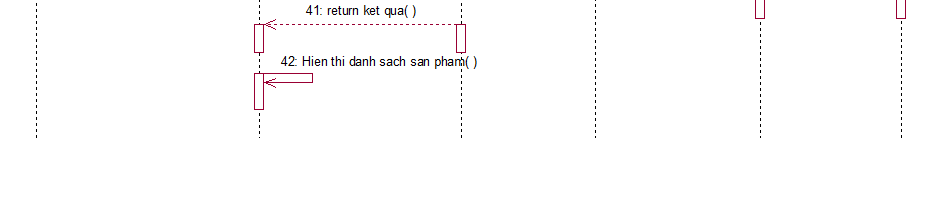 41: return ket qua( )
42: Hien thi danh sach san pham( )